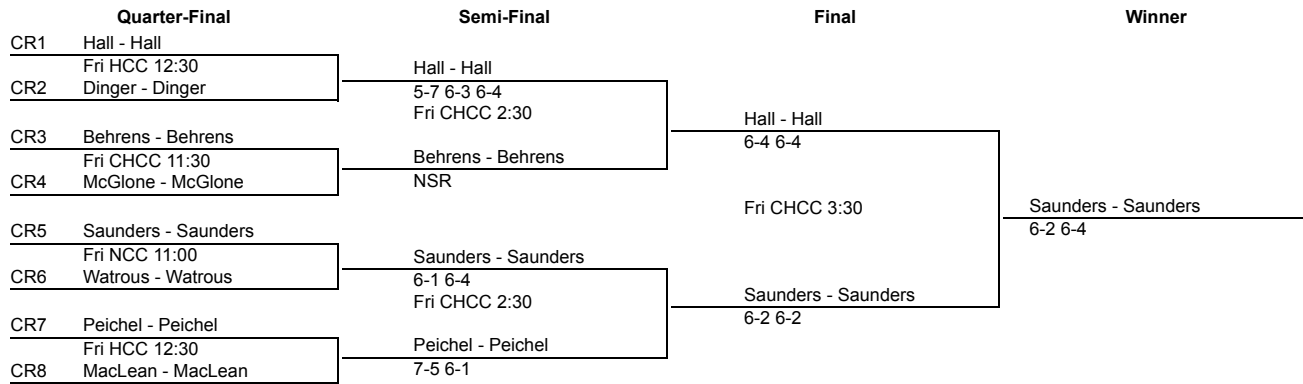 Quarter-Final Semi-Final Final Winner
CR1 Hall - Hall
Fri HCC 12:30
CR2 Dinger - Dinger
Hall - Hall
5-7 6-3 6-4
Fri CHCC 2:30
CR3 Behrens - Behrens
Fri CHCC 11:30
CR4 McGlone - McGlone
Behrens - Behrens
NSR
Hall - Hall
6-4 6-4
Fri CHCC 3:30
CR5 Saunders - Saunders
Fri NCC 11:00
CR6 Watrous - Watrous
Saunders - Saunders
6-1 6-4
Fri CHCC 2:30
CR7 Peichel - Peichel
Fri HCC 12:30
CR8 MacLean - MacLean
Peichel - Peichel
7-5 6-1
Saunders - Saunders
6-2 6-2
Saunders - Saunders
6-2 6-4